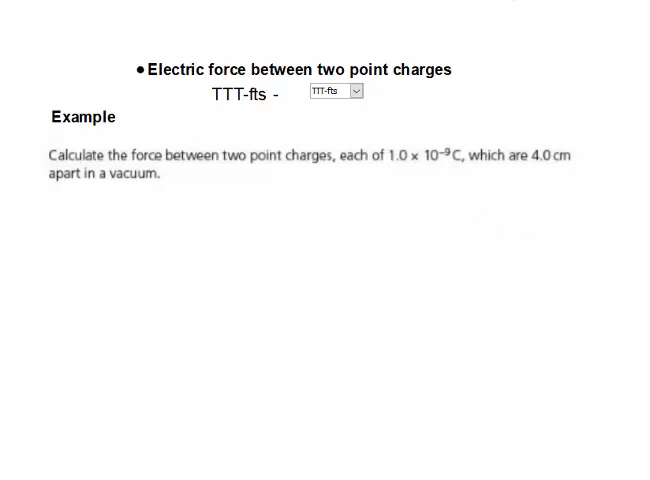 • Electric force between two point charges
TTT-fts - TTT-fts
Example
Calculate the force between two point charges, each of 1.0 × 10⁻⁹ C, which are 4.0 cm
apart in a vacuum.